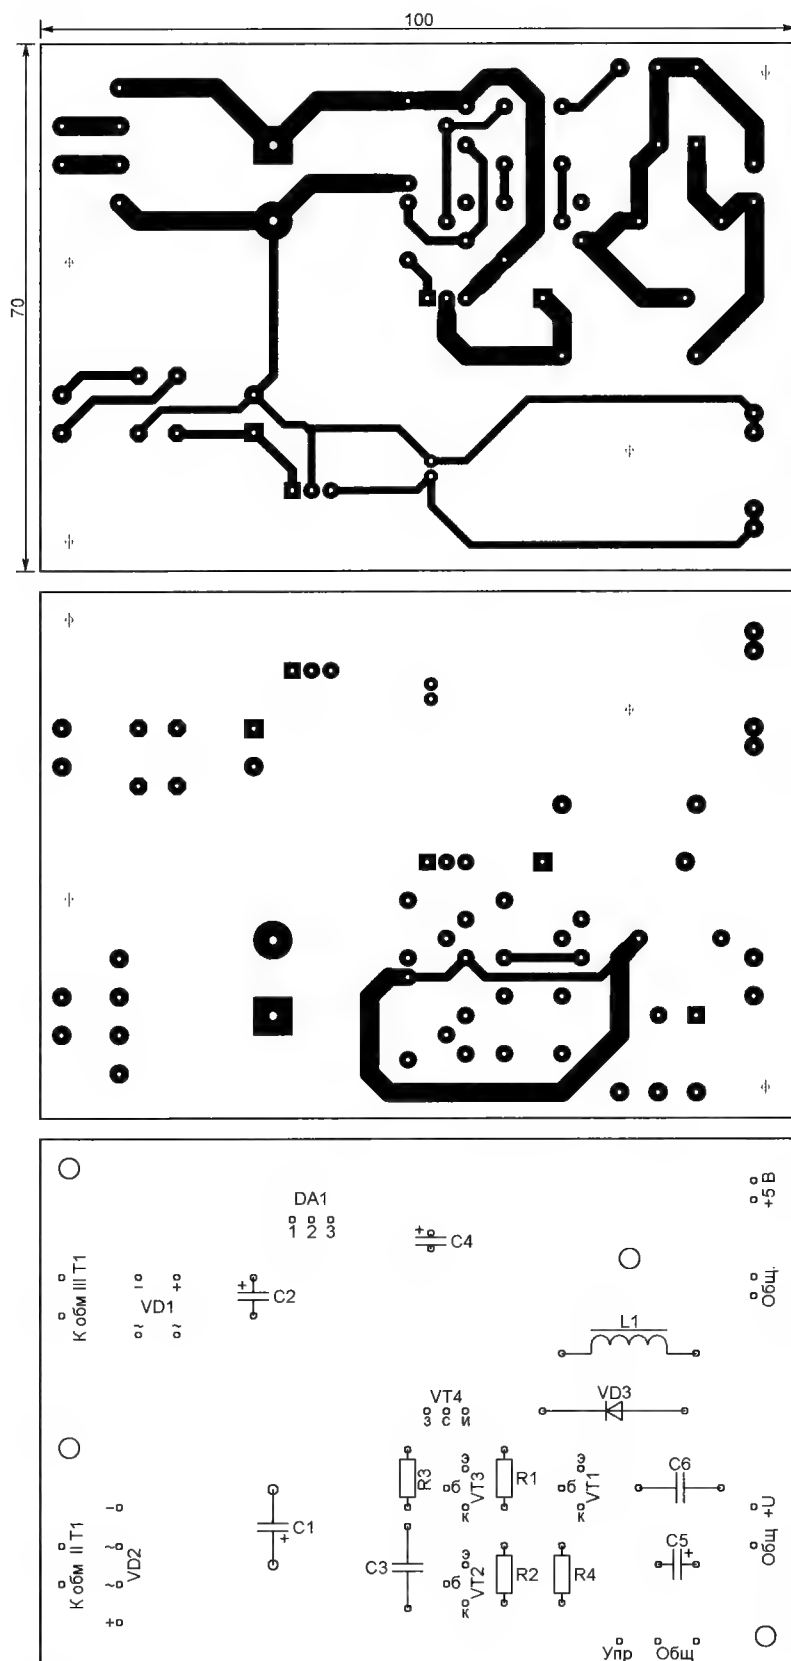 100
70
DA1
1 2 3
+
C4
+5 В
К обм III T1
- +
VD1
~ ~
+
C2
Общ.
L1
VD3
VT4
З С И
R3
э
б
VT3
к
R1
э
б
VT1
к
C6
К обм II T1
-
~
~
+
VD2
C1
+
+U
Общ
C3
э
б
VT2
к
R2
R4
C5
+
Упр Общ